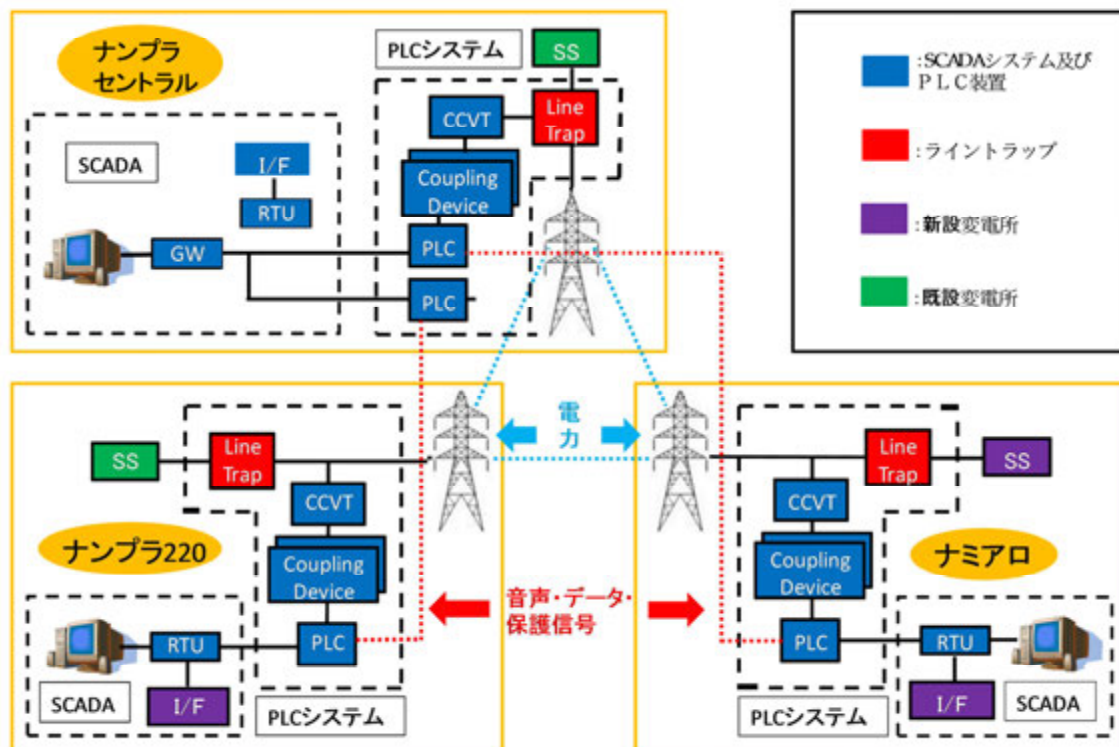 ナンプラ
セントラル
PLCシステム
SS
CCVT
Line
Trap
SCADA
I/F
Coupling
Device
RTU
GW
PLC
PLC
:SCADAシステム及び
PLC装置
:ライントラップ
:新設変電所
:既設変電所
電
力
SS
Line
Trap
CCVT
ナンプラ220
Coupling
Device
音声・データ・
保護信号
RTU
PLC
SCADA
I/F
PLCシステム
Line
Trap
SS
CCVT
Coupling
Device
ナミアロ
PLC
RTU
PLCシステム
I/F
SCADA